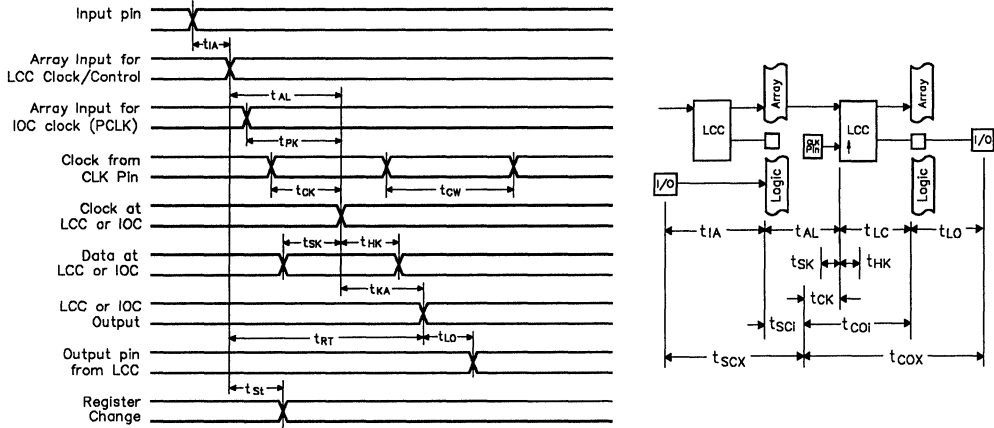 Input pin
tIA
Array Input for
LCC Clock/Control
tAL
Array Input for
IOC clock (PCLK)
tPK
Clock from
CLK Pin
tCK
tCW
Clock at
LCC or IOC
tSK
tHK
Data at
LCC or IOC
tKA
LCC or IOC
Output
tRT
tLO
Output pin
from LCC
tSt
Register
Change
Array
Array
LCC
LCC
Pin
I/O
I/O
Logic
Logic
tIA
tAL
tLC
tLO
tSK
tHK
tCK
tSCi
tCOi
tSCX
tCOX